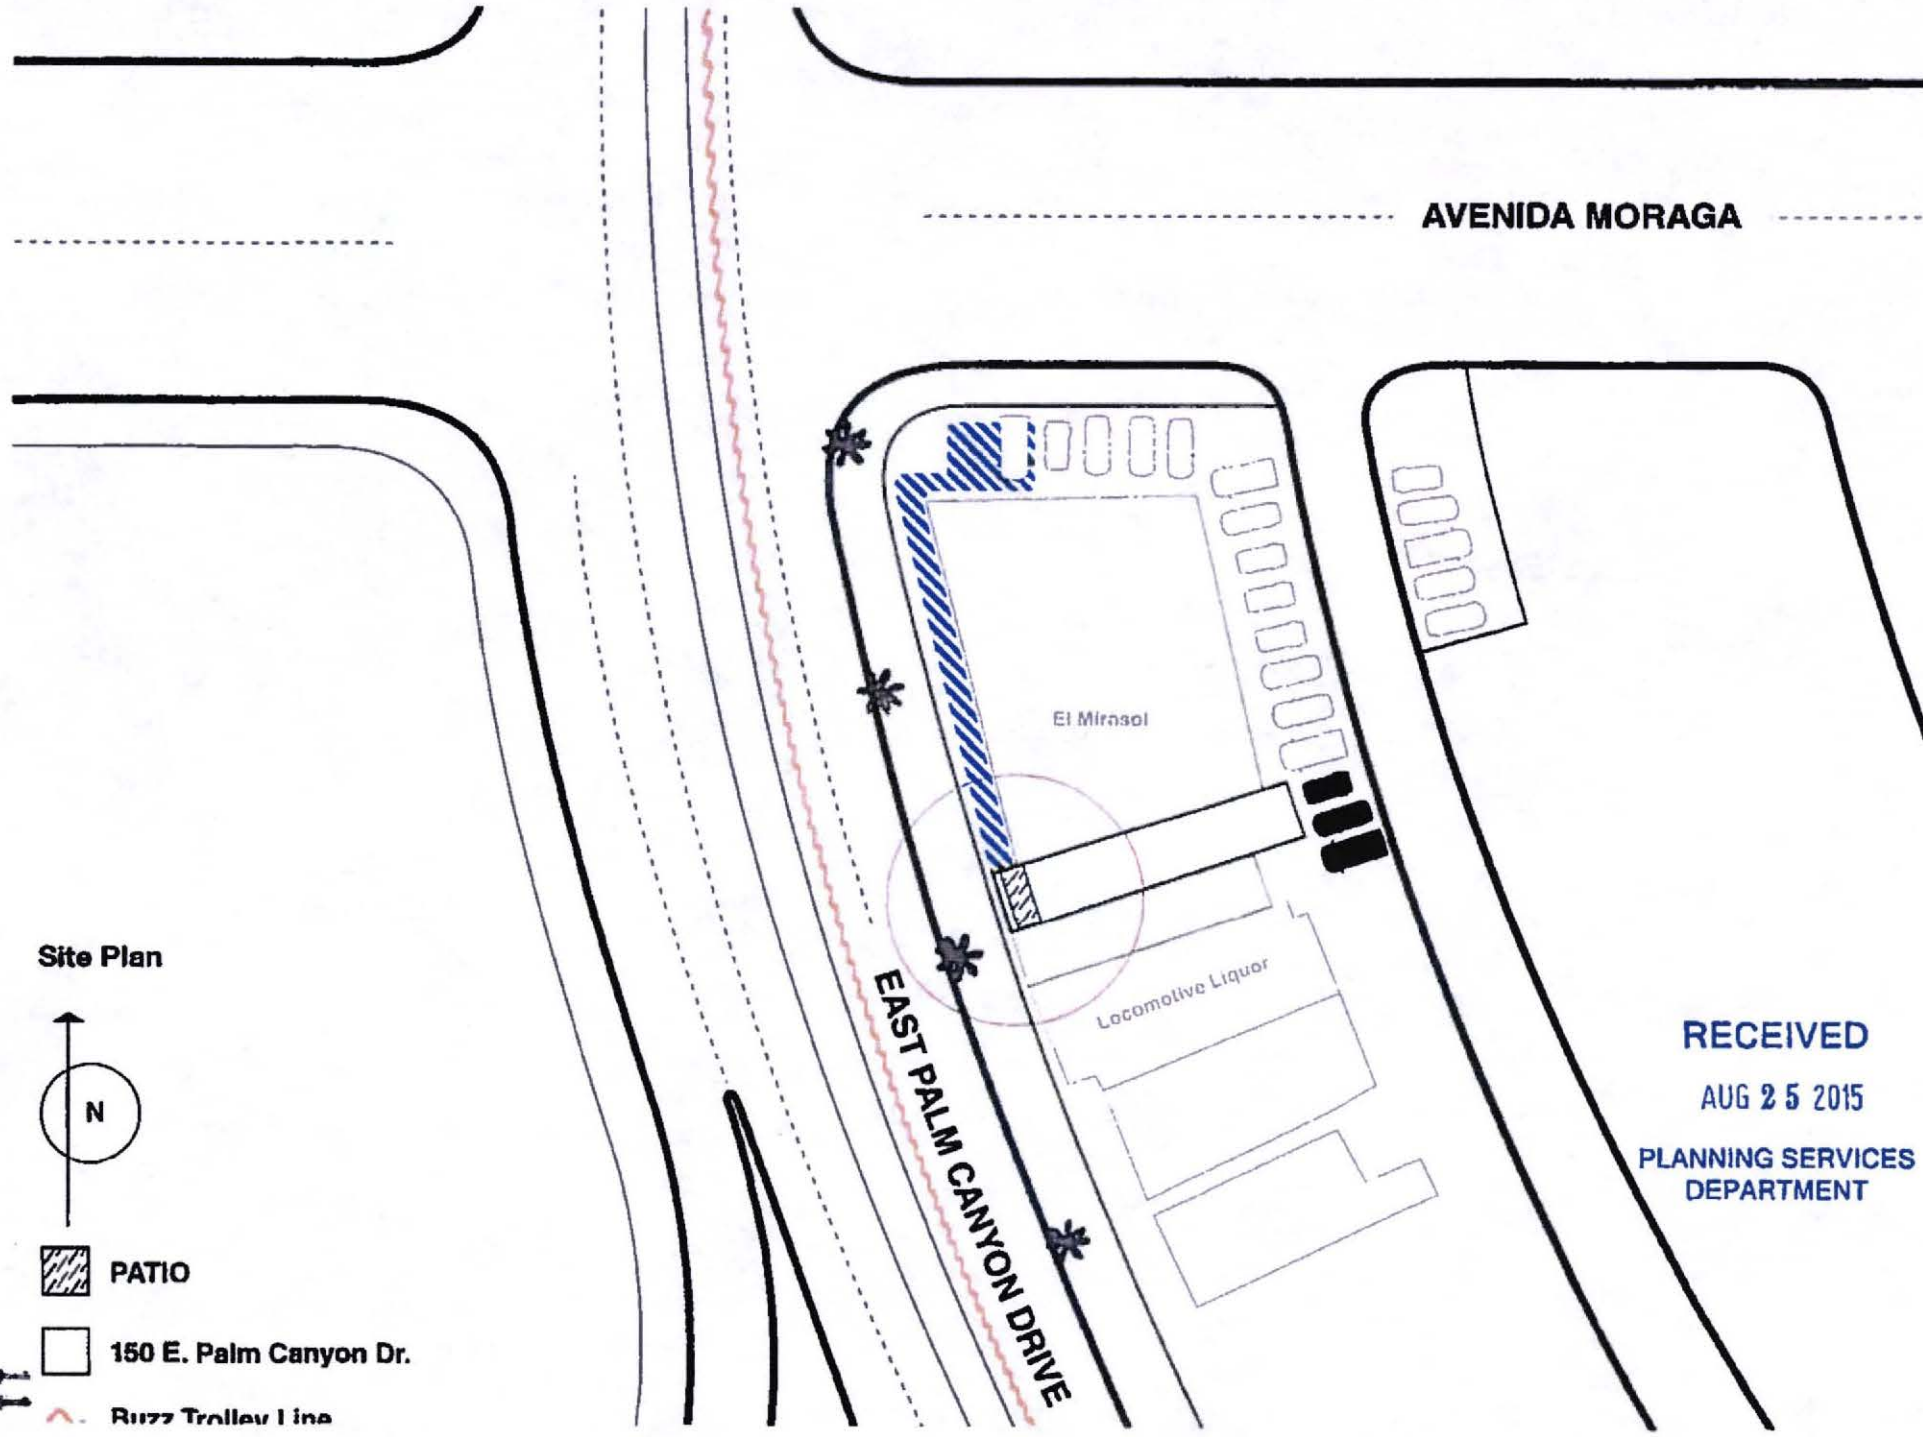 AVENIDA MORAGA
El Mirasol
Locomotive Liquor
EAST PALM CANYON DRIVE
Site Plan
N
PATIO
150 E. Palm Canyon Dr.
Buzz Trolley Line
RECEIVED
AUG 25 2015
PLANNING SERVICES
DEPARTMENT